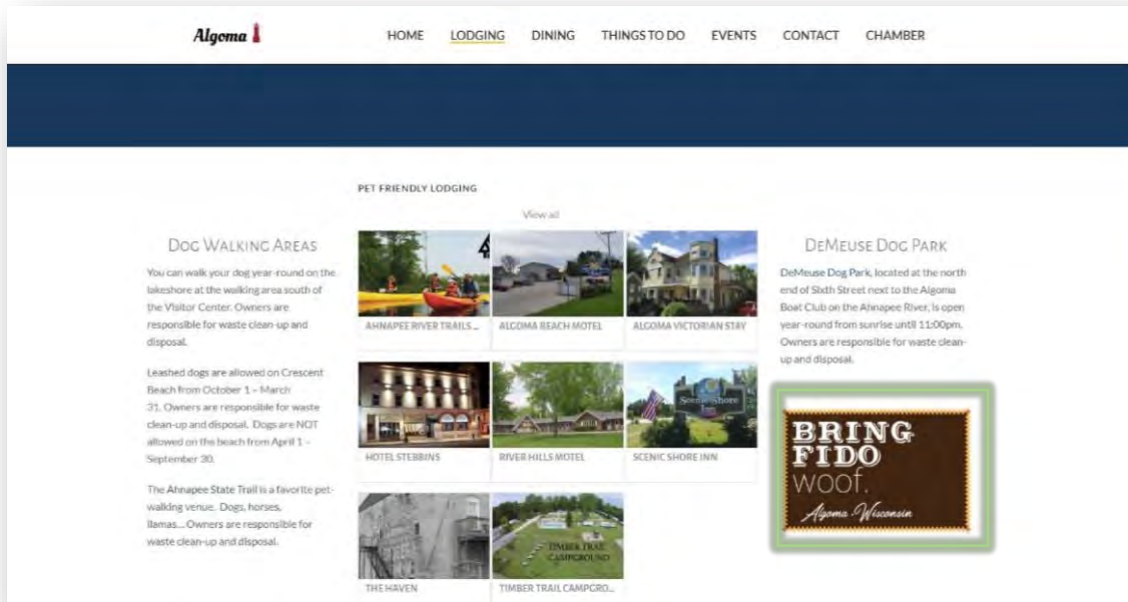 Algoma
HOME LODGING DINING THINGS TO DO EVENTS CONTACT CHAMBER
PET FRIENDLY LODGING
View all
DOG WALKING AREAS
You can walk your dog year-round on the
lakeshore at the walking area south of
the Visitor Center. Owners are
responsible for waste clean-up and
disposal.
Leashed dogs are allowed on Crescent
Beach from October 1 – March
31. Owners are responsible for waste
clean-up and disposal. Dogs are NOT
allowed on the beach from April 1 –
September 30.
The Ahnapee State Trail is a favorite pet-
walking venue. Dogs, horses,
llamas... Owners are responsible for
waste clean-up and disposal.
AHNAPEE RIVER TRAILS ...
ALGOMA BEACH MOTEL
ALGOMA VICTORIAN STAY
HOTEL STEBBINS
RIVER HILLS MOTEL
Scenic Shore
SCENIC SHORE INN
THE HAVEN
TIMBER TRAIL
CAMPGROUND
TIMBER TRAIL CAMPGRO...
DEMEUSE DOG PARK
DeMeuse Dog Park, located at the north
end of Sixth Street next to the Algoma
Boat Club on the Ahnapee River, is open
year-round from sunrise until 11:00pm.
Owners are responsible for waste clean-
up and disposal.
BRING
FIDO
WOOF.
Algoma, Wisconsin